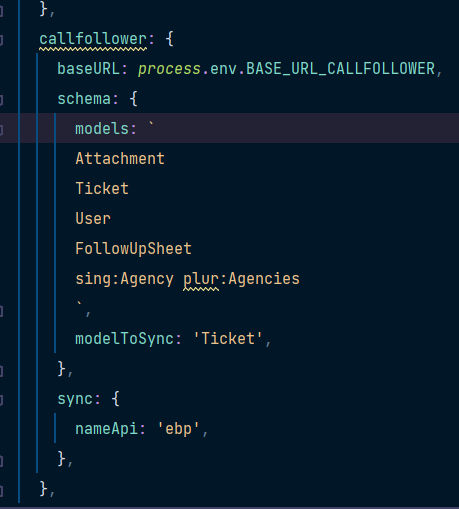 },
callfollower: {
baseURL: process.env.BASE_URL_CALLFOLLOWER,
schema: {
models: `
Attachment
Ticket
User
FollowUpSheet
sing:Agency plur:Agencies
`,
modelToSync: 'Ticket',
},
sync: {
nameApi: 'ebp',
},
},